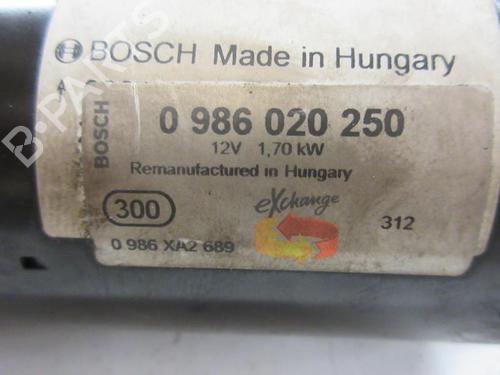 BOSCH Made in Hungary
BOSCH
0 986 020 250
12V 1,70 kW
Remanufactured in Hungary
300
eXchange
312
0 986 XA2 689
B-PARTS